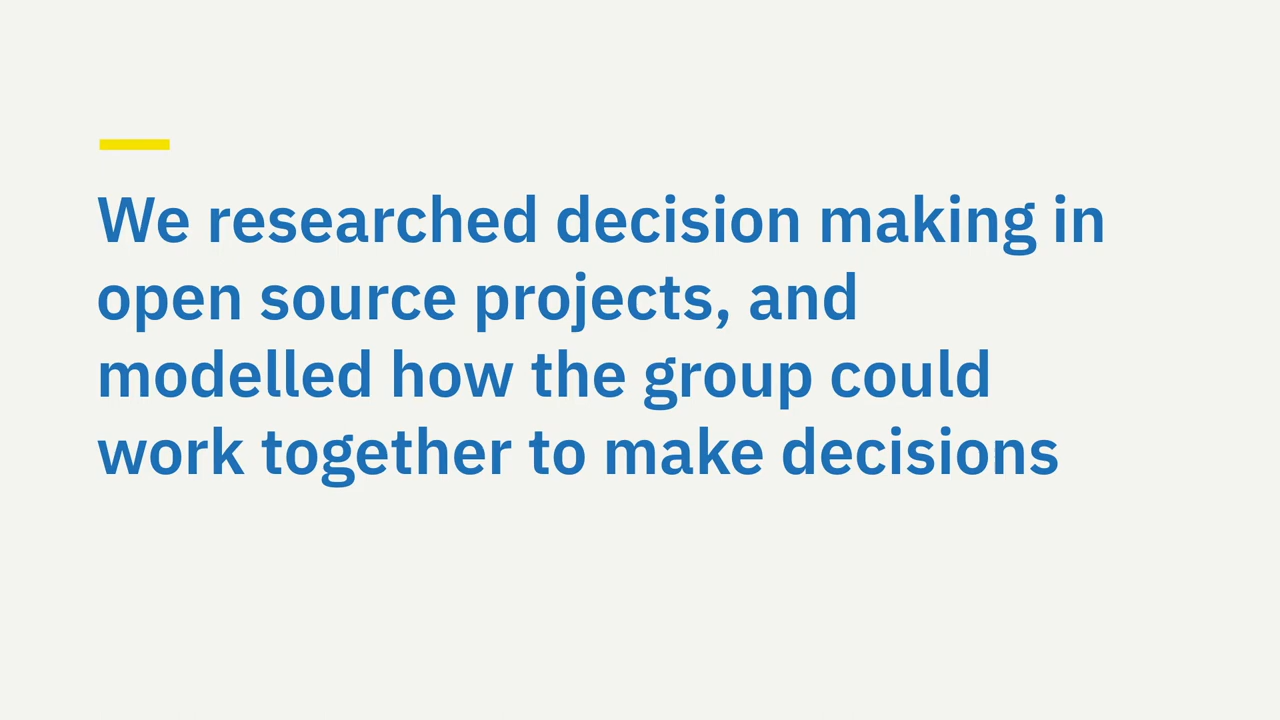 We researched decision making in
open source projects, and
modelled how the group could
work together to make decisions